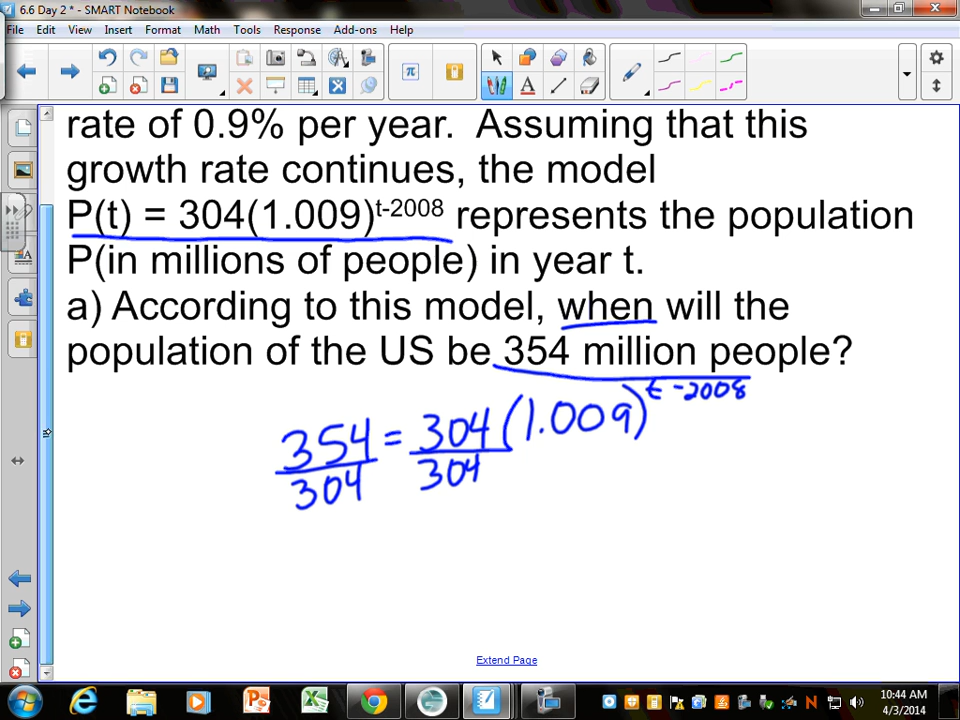 6.6 Day 2 * - SMART Notebook
File Edit View Insert Format Math Tools Response Add-ons Help
rate of 0.9% per year. Assuming that this
growth rate continues, the model
P(t) = 304(1.009)^t-2008 represents the population
P(in millions of people) in year t.
a) According to this model, when will the
population of the US be 354 million people?
354 = 304 (1.009)^t-2008
304 304
Extend Page
10:44 AM
4/3/2014